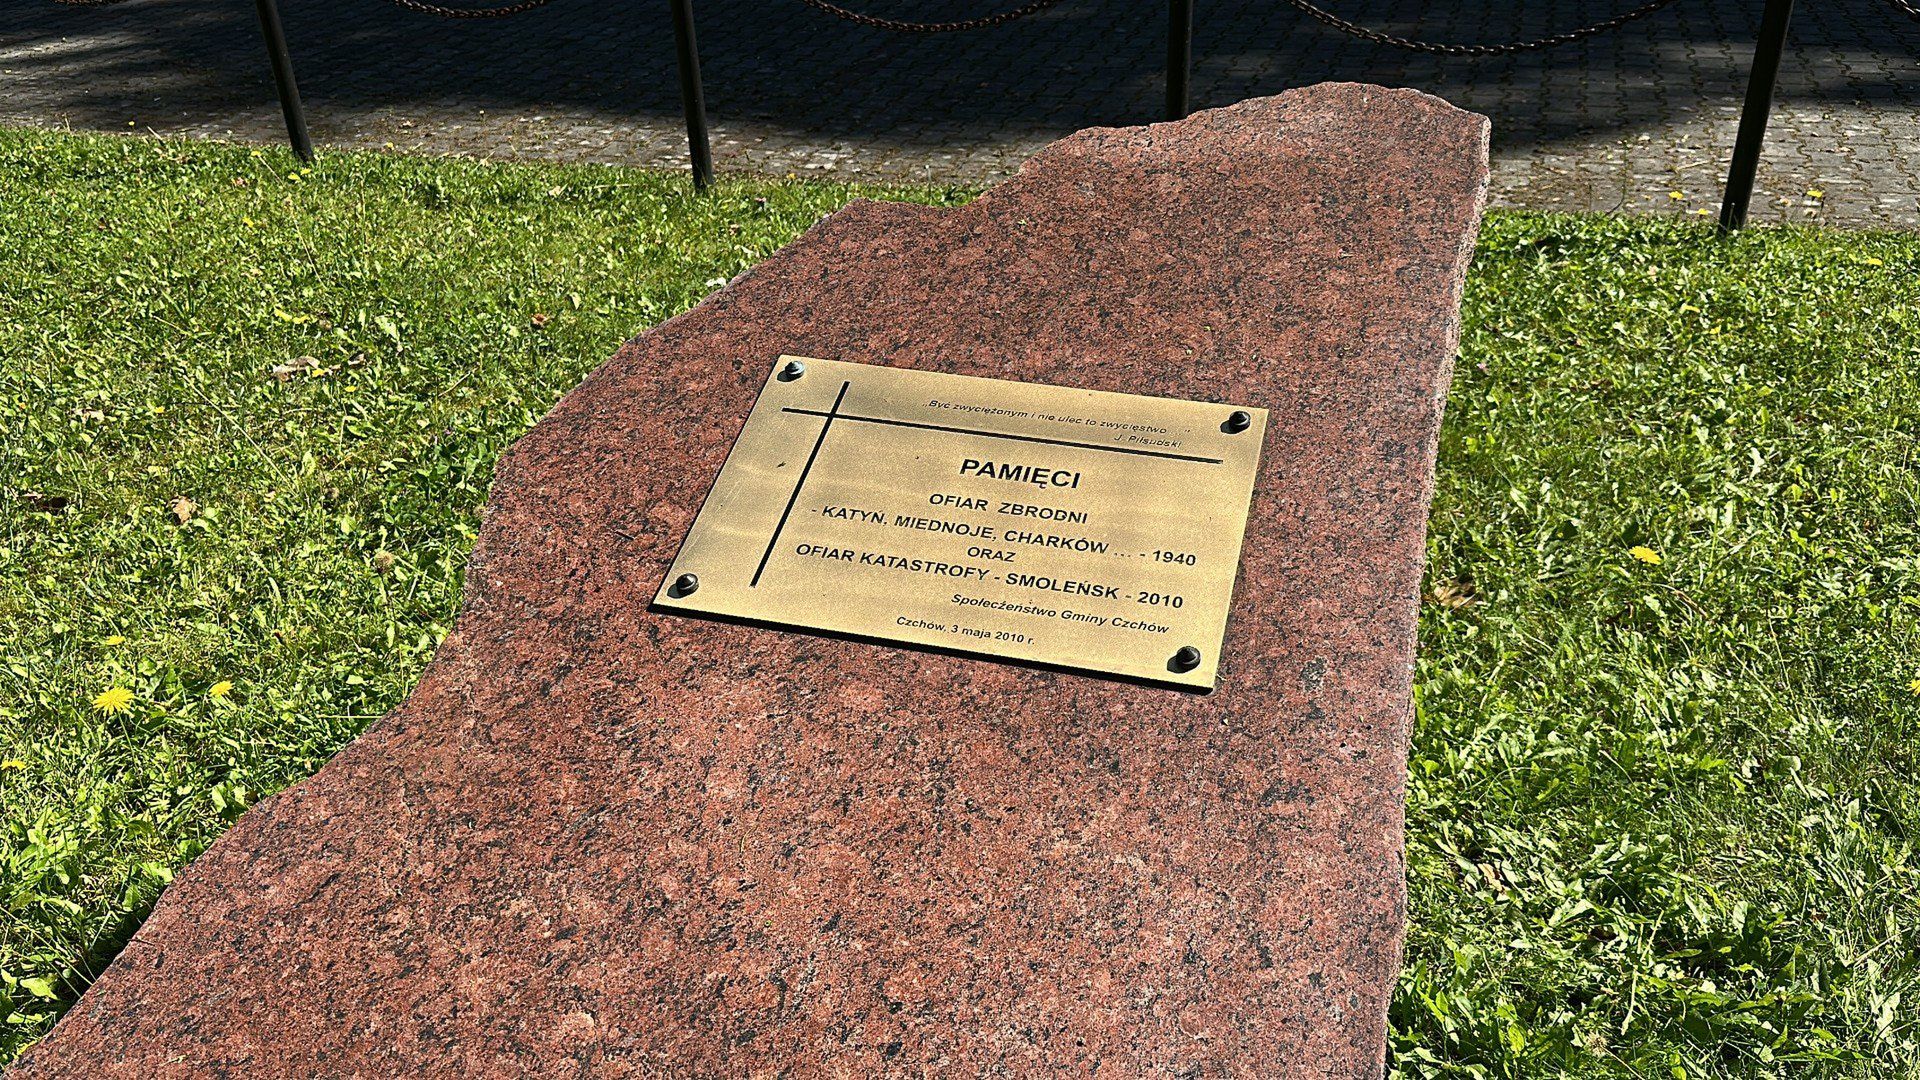 „Być zwyciężonym i nie ulec to zwycięstwo ... "
J. Piłsudski
PAMIĘCI
OFIAR ZBRODNI
- KATYŃ, MIEDNOJE, CHARKÓW ... - 1940
ORAZ
OFIAR KATASTROFY - SMOLEŃSK - 2010
Społeczeństwo Gminy Czchów
Czchów, 3 maja 2010 r.